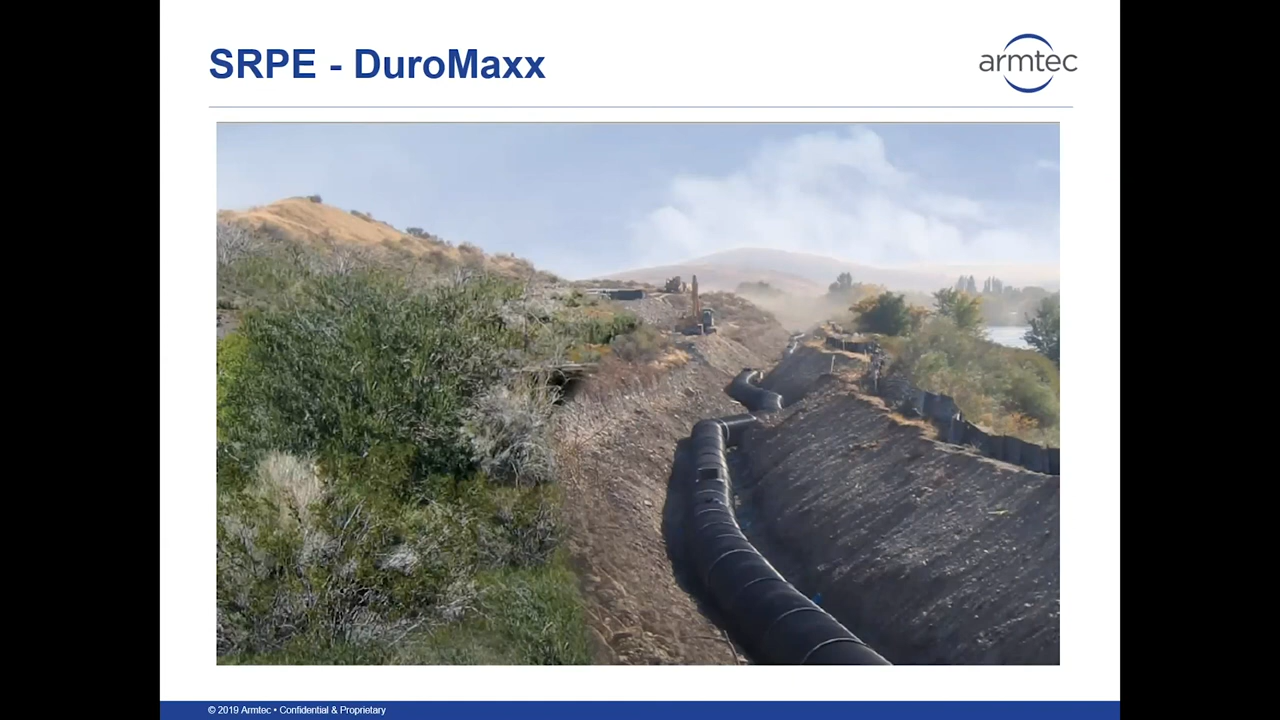 SRPE - DuroMaxx
armtec
© 2019 Armtec • Confidential & Proprietary